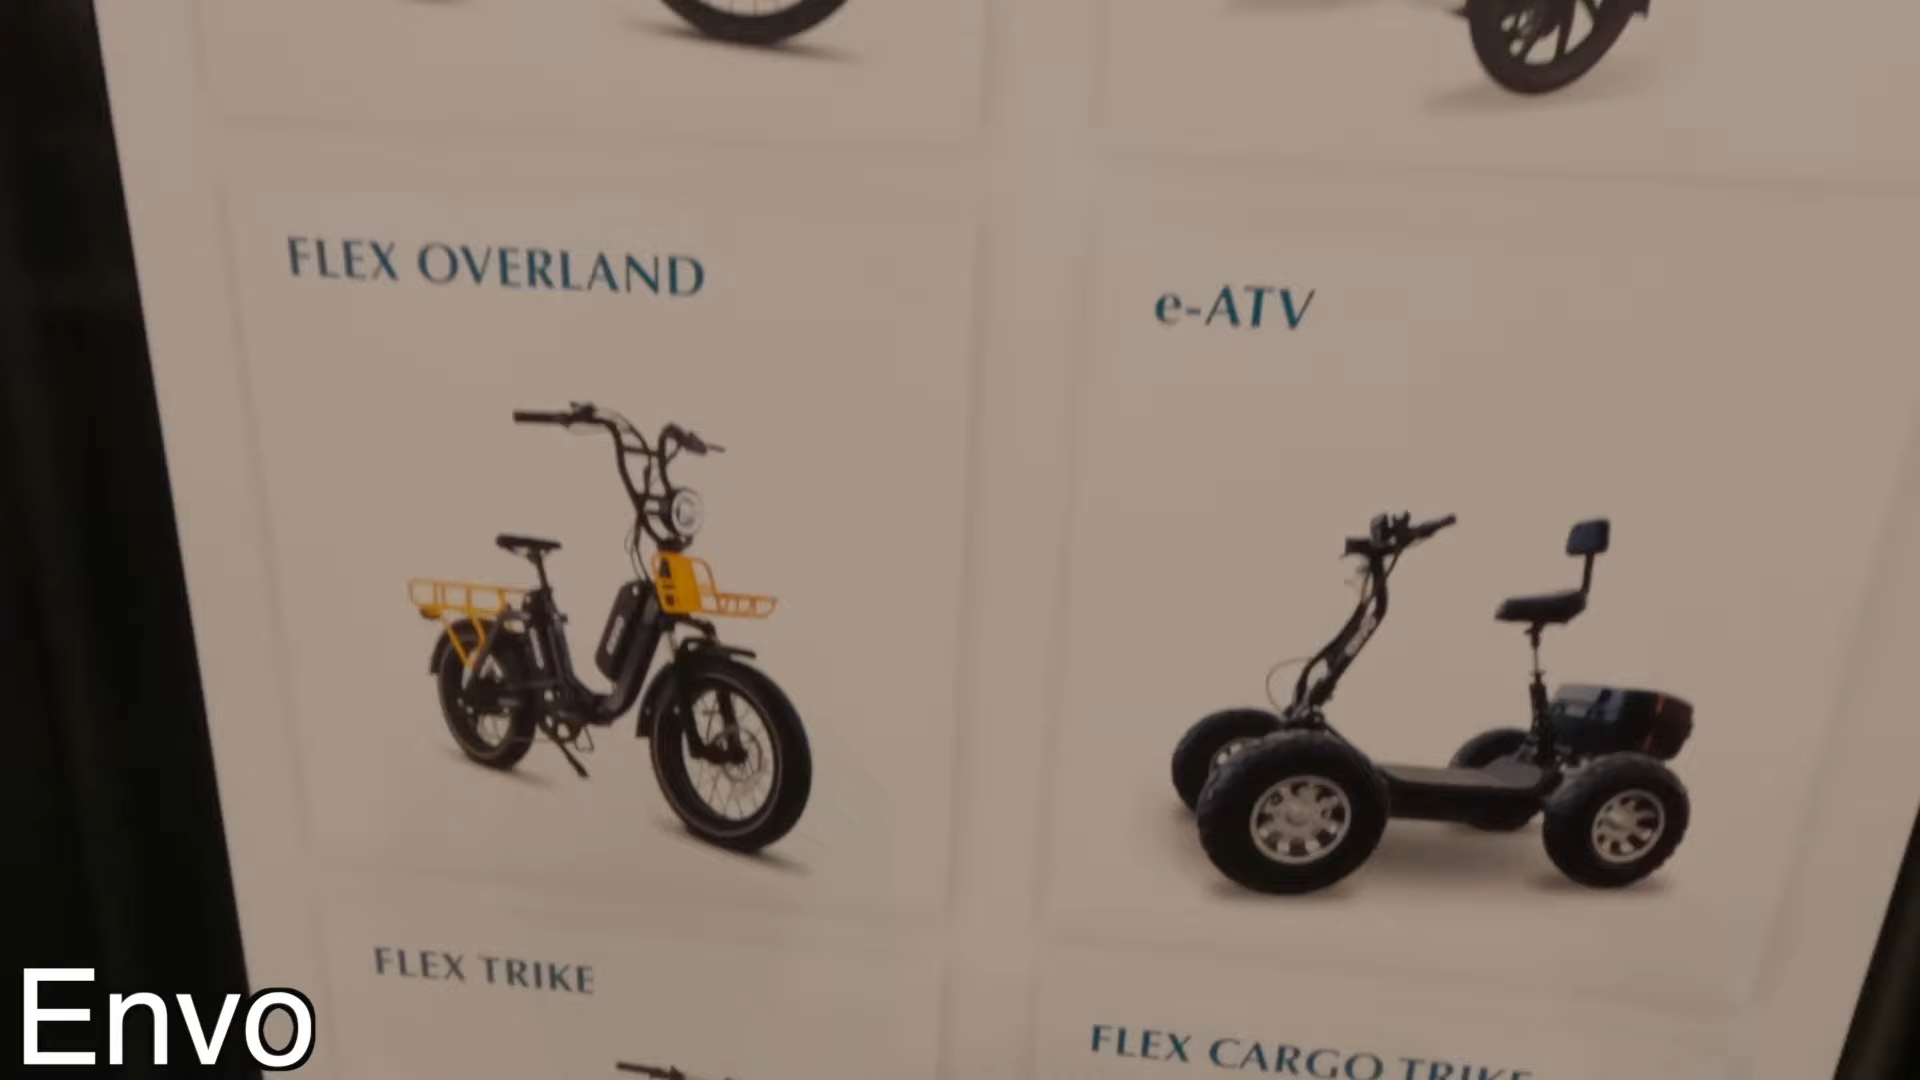 FLEX OVERLAND
e-ATV
FLEX TRIKE
FLEX CARGO TRIKE
Envo